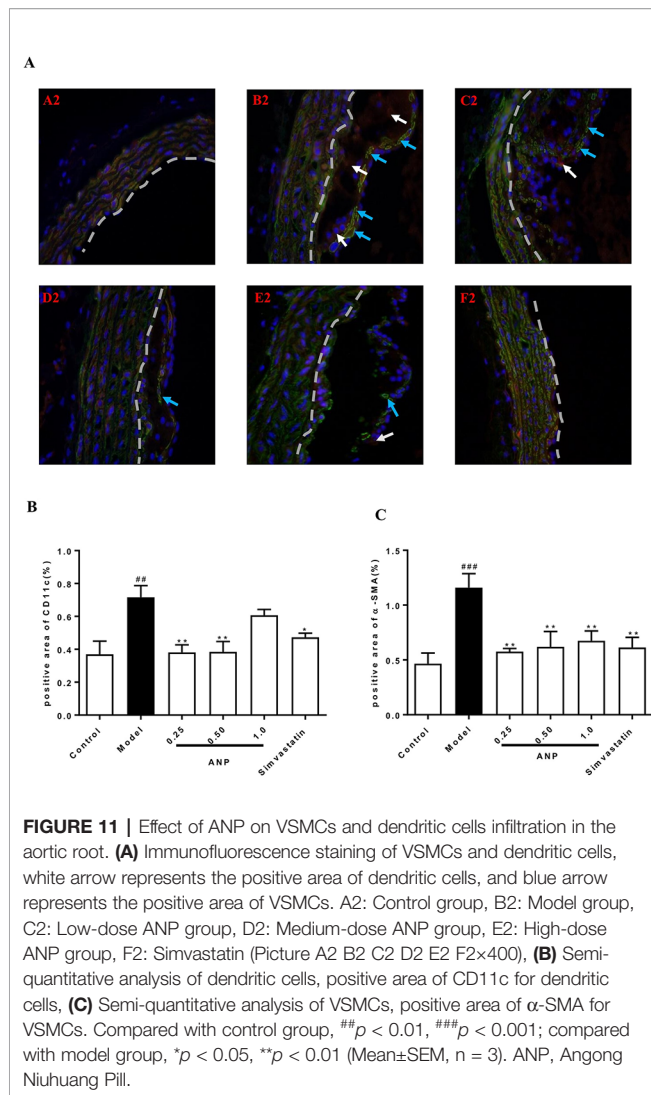 A
A2
B2
C2
D2
E2
F2
B
positive area of CD11c(%)
1.0
0.8
0.6
0.4
0.2
0.0
##
**
**
*
Control
Model
0.25
0.50
1.0
Simvastatin
ANP
C
positive area of α-SMA(%)
1.5
1.0
0.5
0.0
###
**
**
**
**
Control
Model
0.25
0.50
1.0
Simvastatin
ANP
FIGURE 11 | Effect of ANP on VSMCs and dendritic cells infiltration in the
aortic root. (A) Immunofluorescence staining of VSMCs and dendritic cells,
white arrow represents the positive area of dendritic cells, and blue arrow
represents the positive area of VSMCs. A2: Control group, B2: Model group,
C2: Low-dose ANP group, D2: Medium-dose ANP group, E2: High-dose
ANP group, F2: Simvastatin (Picture A2 B2 C2 D2 E2 F2×400), (B) Semi-
quantitative analysis of dendritic cells, positive area of CD11c for dendritic
cells, (C) Semi-quantitative analysis of VSMCs, positive area of α-SMA for
VSMCs. Compared with control group, ##p < 0.01, ###p < 0.001; compared
with model group, *p < 0.05, **p < 0.01 (Mean±SEM, n = 3). ANP, Angong
Niuhuang Pill.